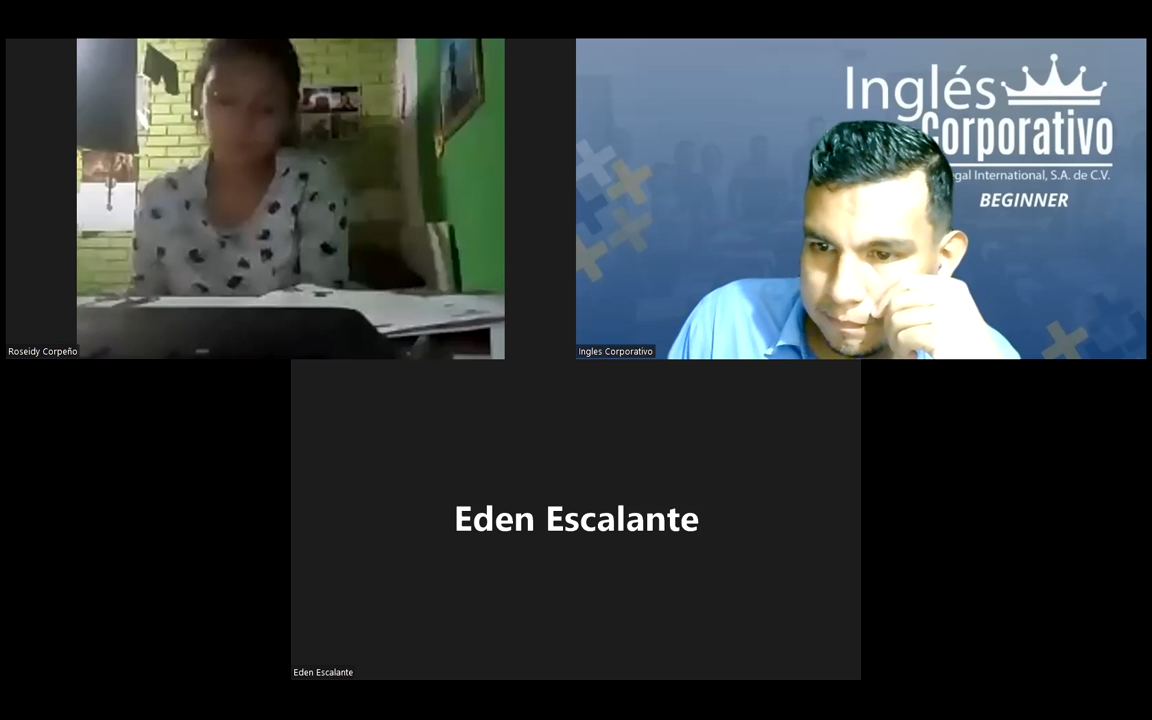 Inglés
Corporativo
egal International, S.A. de C.V.
BEGINNER
Roseidy Corpeño
Ingles Corporativo
Eden Escalante
Eden Escalante